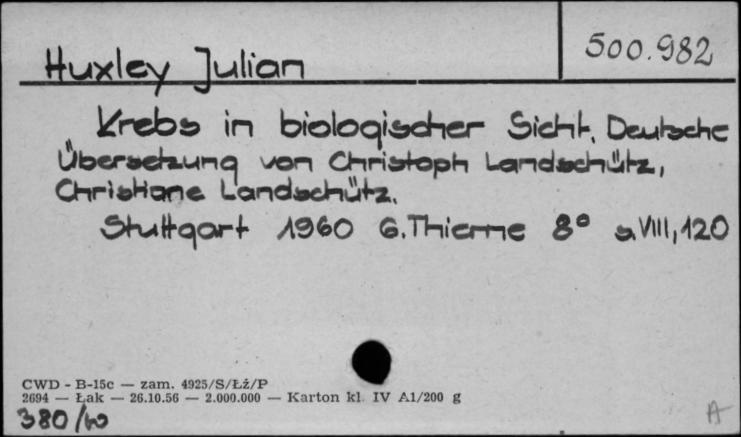 Huxley Julian
500.982
Krebs in biologischer Sicht. Deutsche
Übersetzung von Christoph Landschütz,
Christiane Landschütz.
Stuttgart 1960 G.Thieme 8° s.VIII,120
CWD - B-15c — zam. 4925/S/Łż/P
2694 — Łak — 26.10.56 — 2.000.000 — Karton kl. IV A1/200 g
380/60
A